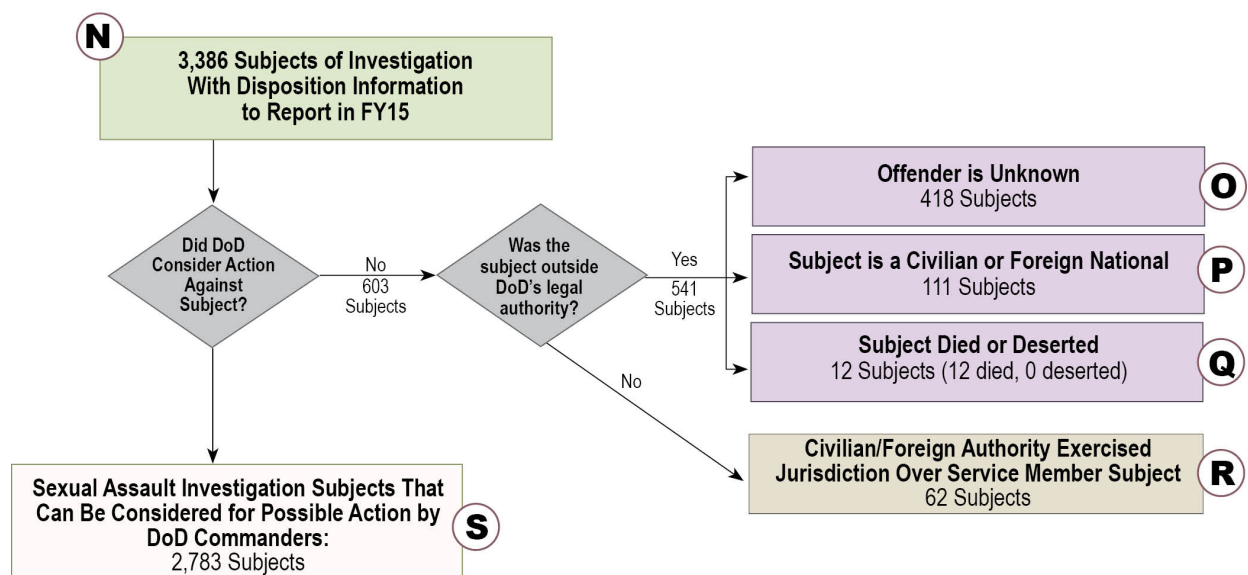 N
3,386 Subjects of Investigation
With Disposition Information
to Report in FY15
Did DoD
Consider Action
Against
Subject?
No
603
Subjects
Was the
subject outside
DoD's legal
authority?
Yes
541
Subjects
Offender is Unknown
418 Subjects
O
Subject is a Civilian or Foreign National
111 Subjects
P
Subject Died or Deserted
12 Subjects (12 died, 0 deserted)
Q
No
Civilian/Foreign Authority Exercised
Jurisdiction Over Service Member Subject
62 Subjects
R
Sexual Assault Investigation Subjects That
Can Be Considered for Possible Action by
DoD Commanders:
2,783 Subjects
S